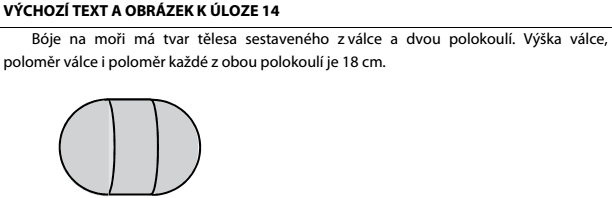 VÝCHOZÍ TEXT A OBRÁZEK K ÚLOZE 14
Bóje na moři má tvar tělesa sestaveného z válce a dvou polokoulí. Výška válce,
poloměr válce i poloměr každé z obou polokoulí je 18 cm.